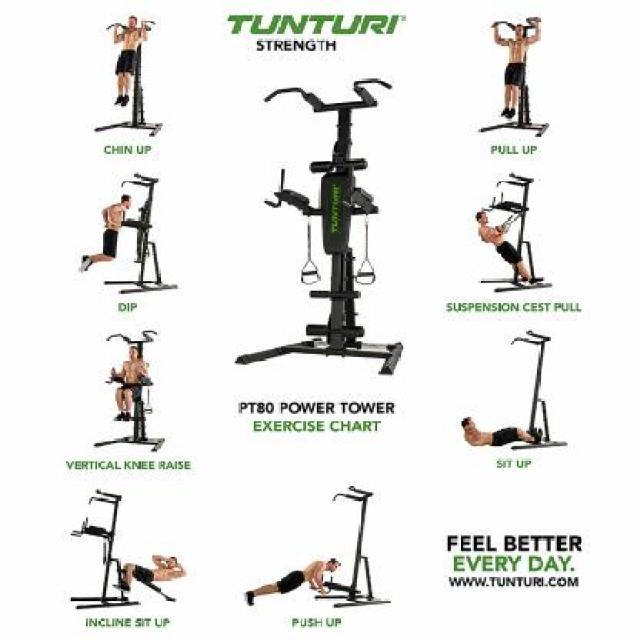 TUNTURI®
STRENGTH
CHIN UP
PULL UP
TUNTURI
DIP
SUSPENSION CEST PULL
PT80 POWER TOWER
EXERCISE CHART
VERTICAL KNEE RAISE
SIT UP
FEEL BETTER
EVERY DAY.
WWW.TUNTURI.COM
INCLINE SIT UP
PUSH UP